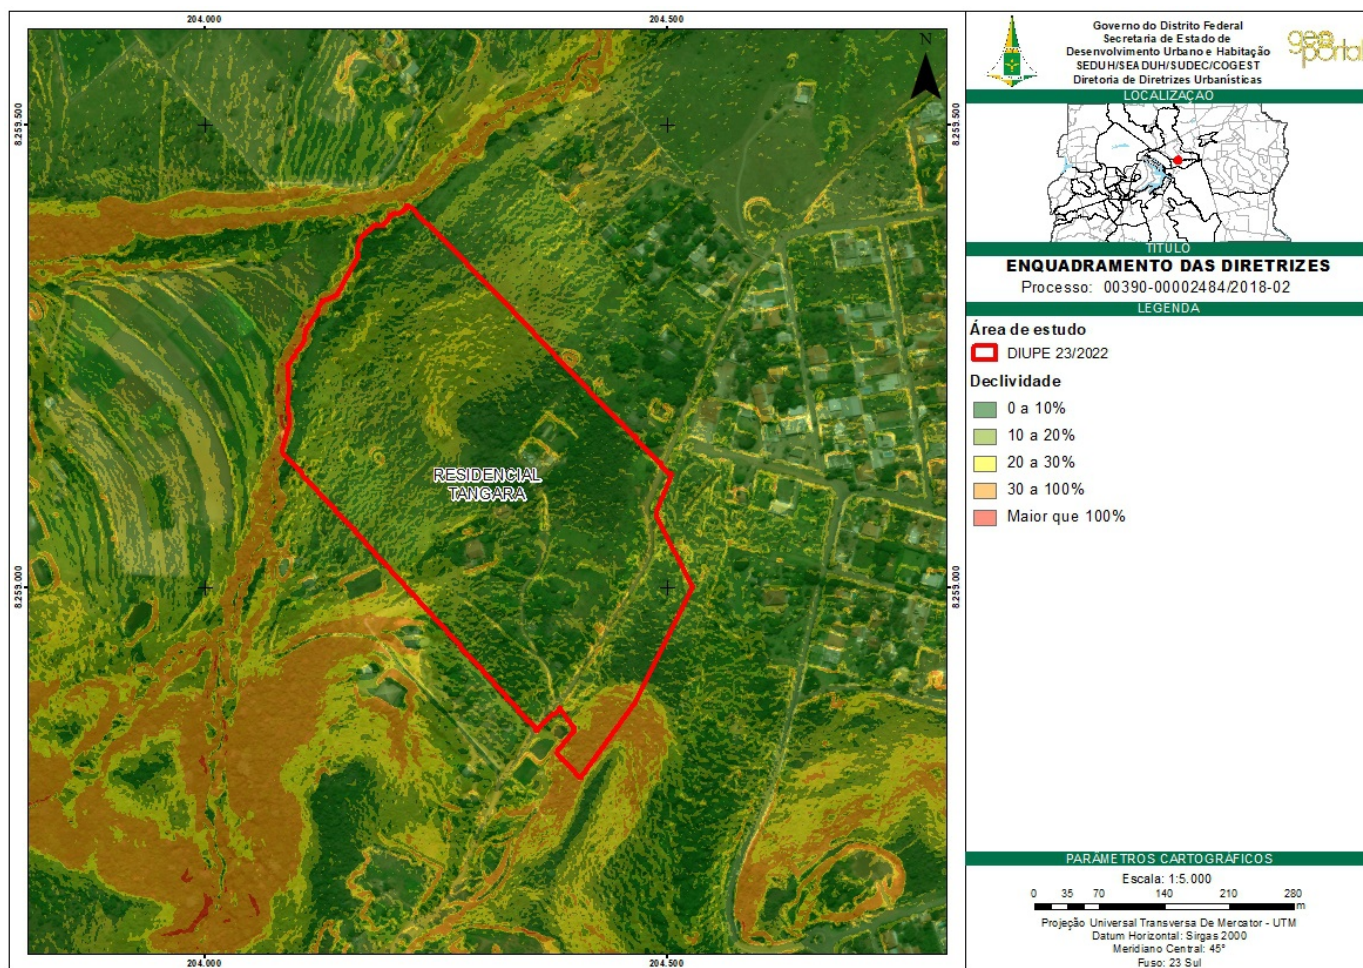 204.000
204.500
N
8.259.500
8.259.500
RESIDENCIAL
TANGARA
8.259.000
8.259.000
204.000
204.500
Governo do Distrito Federal
Secretaria de Estado de
Desenvolvimento Urbano e Habitação
SEDUH/SEADUH/SUDEC/COGEST
Diretoria de Diretrizes Urbanísticas
geoportal
LOCALIZAÇÃO
TÍTULO
ENQUADRAMENTO DAS DIRETRIZES
Processo: 00390-00002484/2018-02
LEGENDA
Área de estudo
DIUPE 23/2022
Declividade
0 a 10%
10 a 20%
20 a 30%
30 a 100%
Maior que 100%
PARÂMETROS CARTOGRÁFICOS
Escala: 1:5.000
0 35 70 140 210 280
m
Projeção Universal Transversa De Mercator - UTM
Datum Horizontal: Sirgas 2000
Meridiano Central: 45°
Fuso: 23 Sul